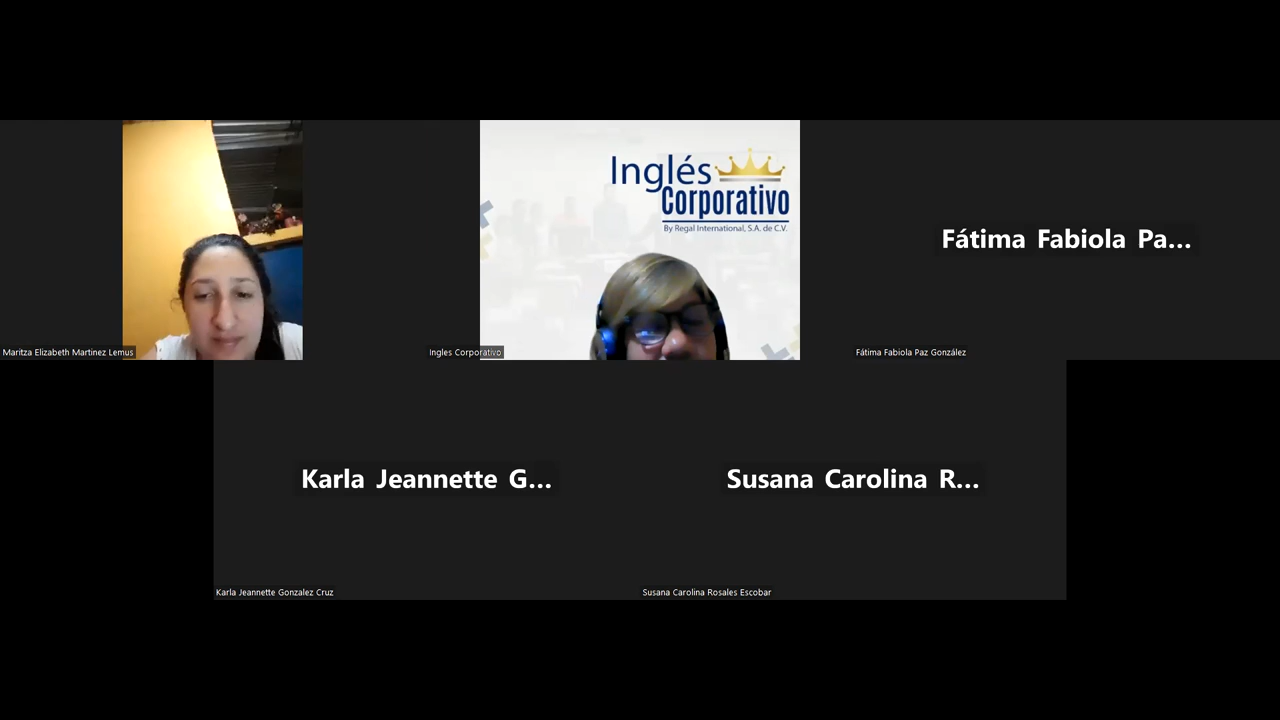 Inglés
Corporativo
By Regal International, S.A. de C.V.
Fátima Fabiola Pa...
Maritza Elizabeth Martinez Lemus
Ingles Corporativo
Fátima Fabiola Paz González
Karla Jeannette G...
Susana Carolina R...
Karla Jeannette Gonzalez Cruz
Susana Carolina Rosales Escobar